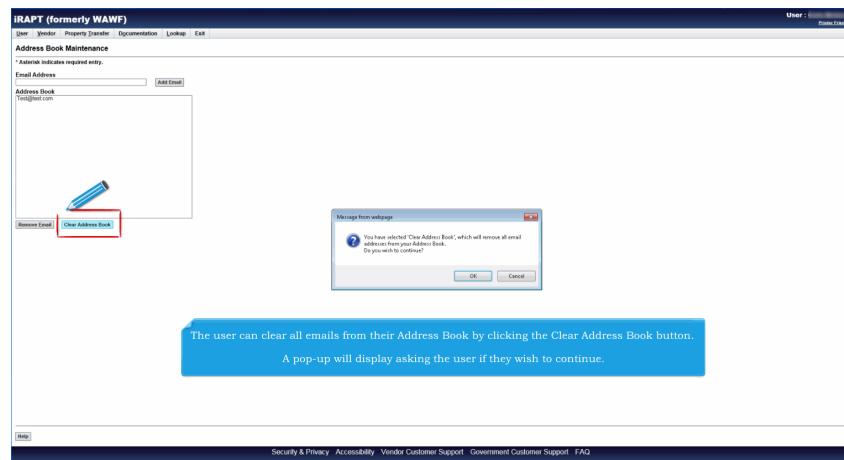 iRAPT (formerly WAWF)
User :
User Vendor Property Transfer Documentation Lookup Exit
Address Book Maintenance
* Asterisk indicates required entry.
Email Address
Add Email
Address Book
Test@test.com
Remove Email Clear Address Book
Message from webpage
You have selected 'Clear Address Book', which will remove all email
addresses from your Address Book.
Do you wish to continue?
OK Cancel
The user can clear all emails from their Address Book by clicking the Clear Address Book button.
A pop-up will display asking the user if they wish to continue.
Help
Security & Privacy Accessibility Vendor Customer Support Government Customer Support FAQ